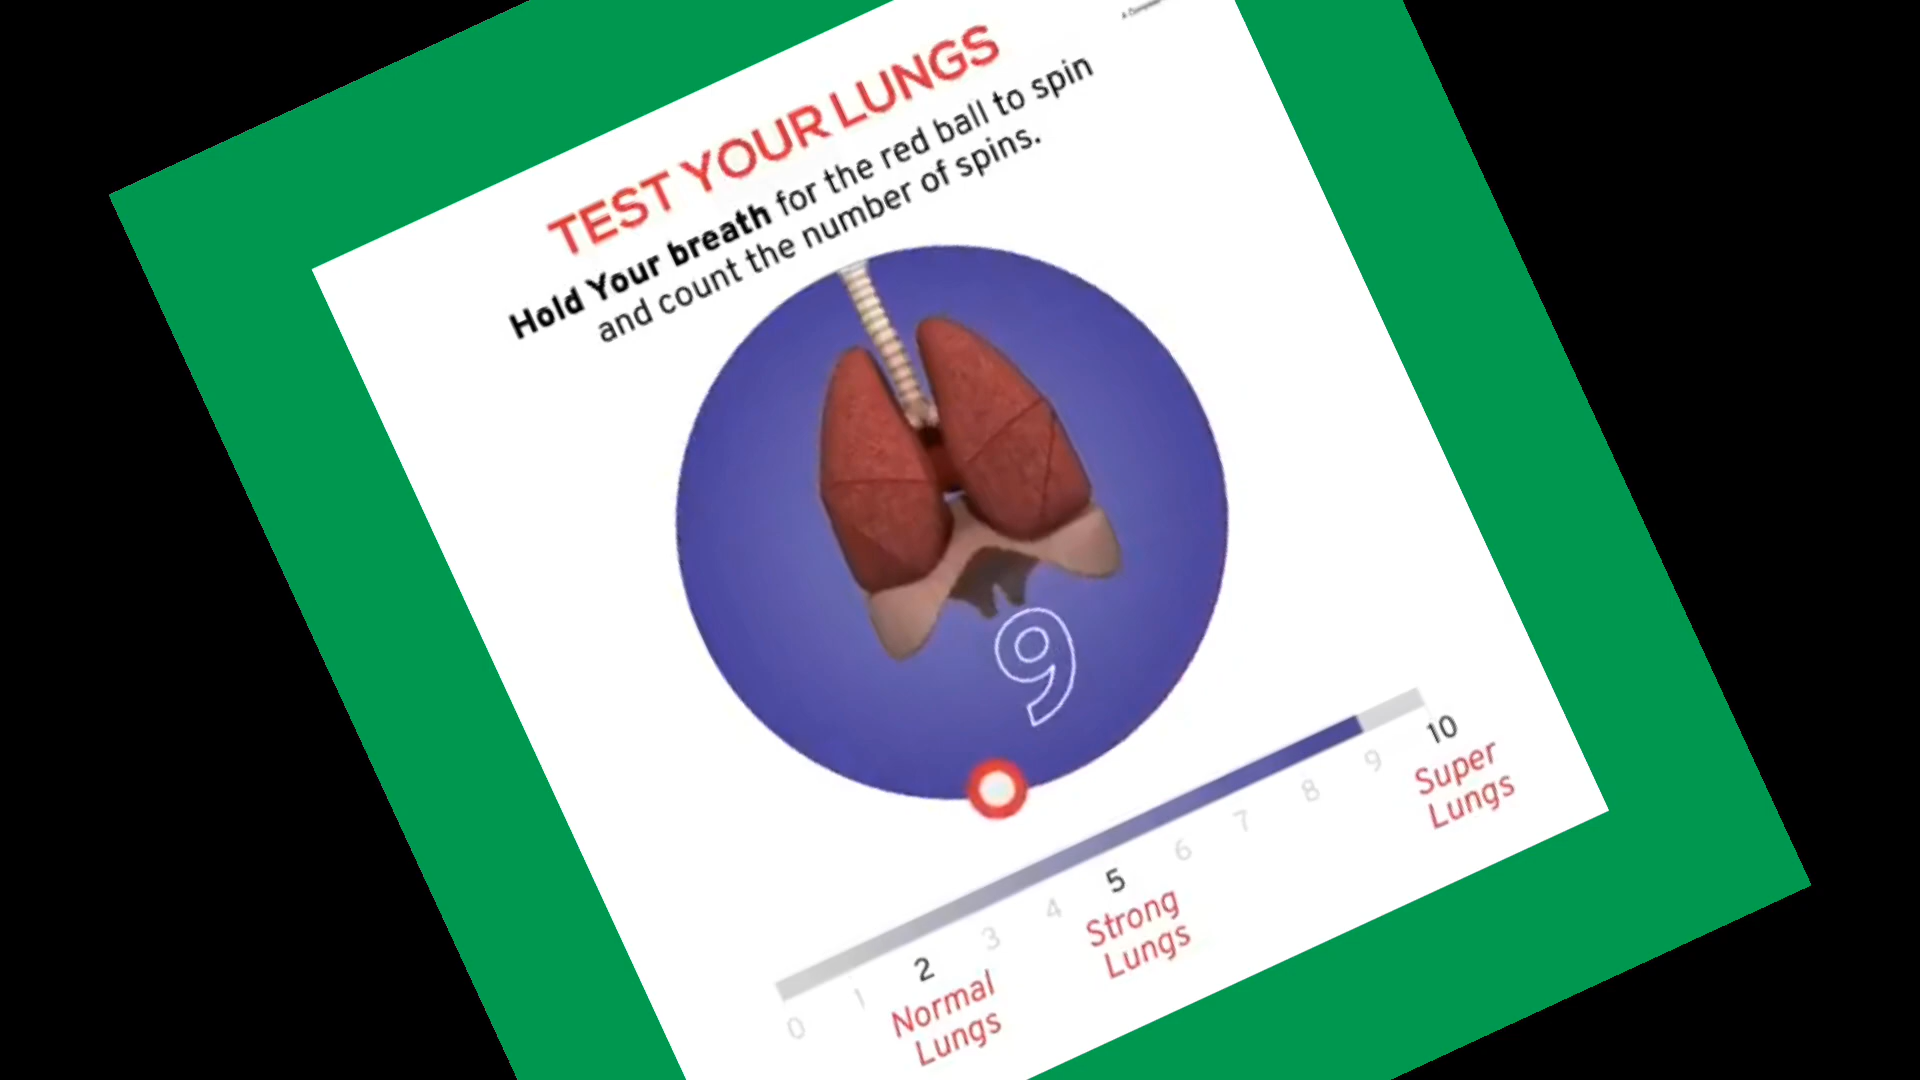 TEST YOUR LUNGS
Hold Your breath for the red ball to spin
and count the number of spins.
9
0 1 2 3 4 5 6 7 8 9 10
Normal
Lungs
Strong
Lungs
Super
Lungs